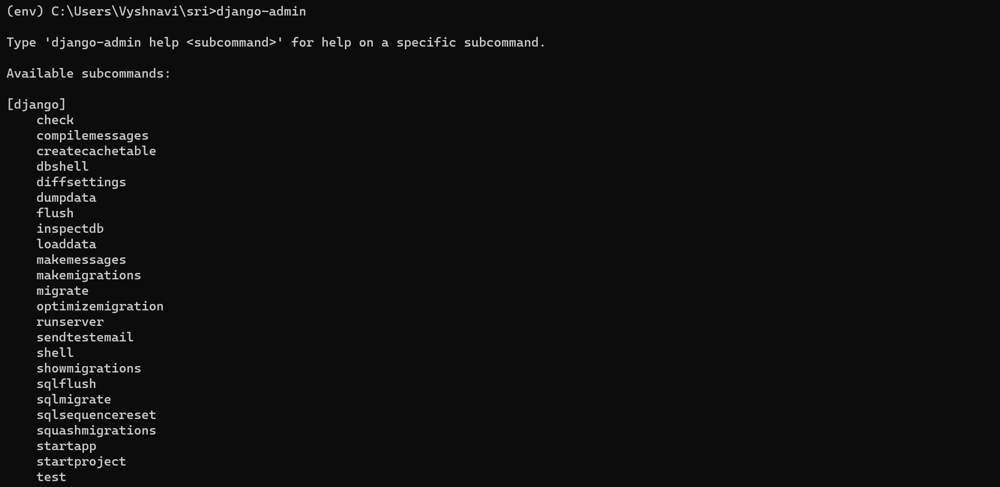 (env) C:\Users\Vyshnavi\sri>django-admin
Type 'django-admin help <subcommand>' for help on a specific subcommand.
Available subcommands:
[django]
check
compilemessages
createcachetable
dbshell
diffsettings
dumpdata
flush
inspectdb
loaddata
makemessages
makemigrations
migrate
optimizemigration
runserver
sendtestemail
shell
showmigrations
sqlflush
sqlmigrate
sqlsequencereset
squashmigrations
startapp
startproject
test